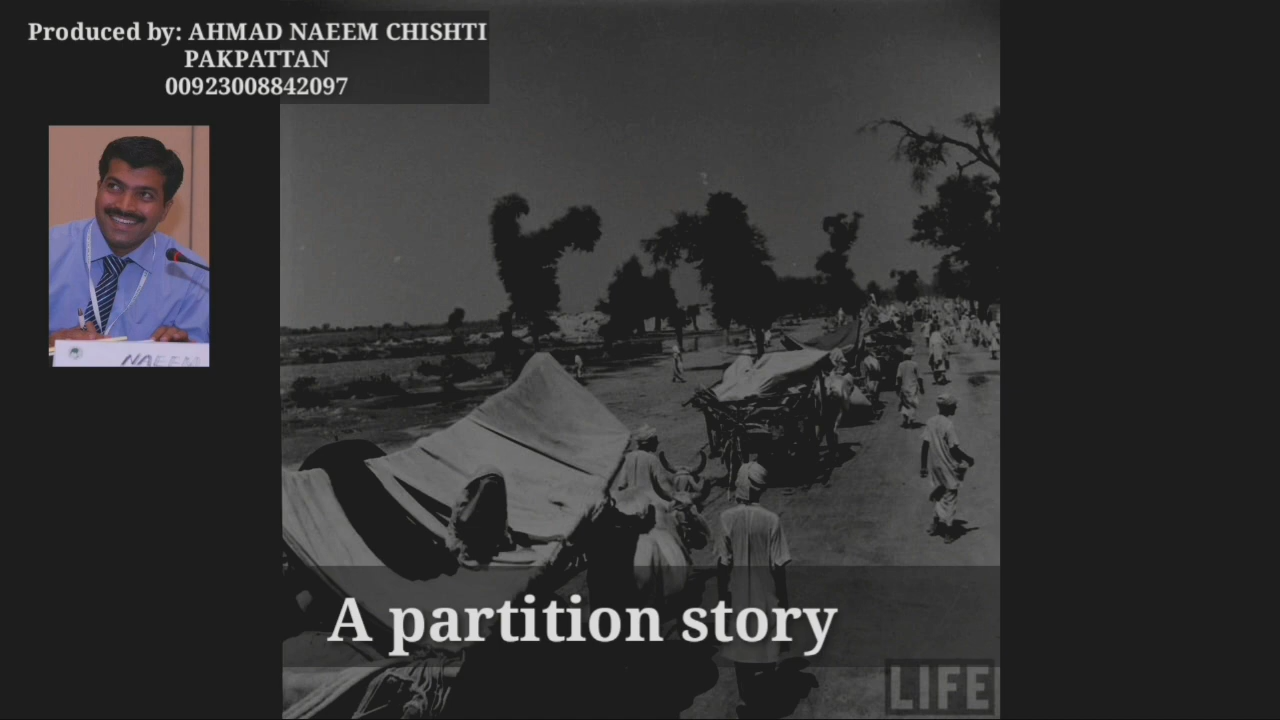 Produced by: AHMAD NAEEM CHISHTI
PAKPATTAN
00923008842097
NAEEM
A partition story
LIFE